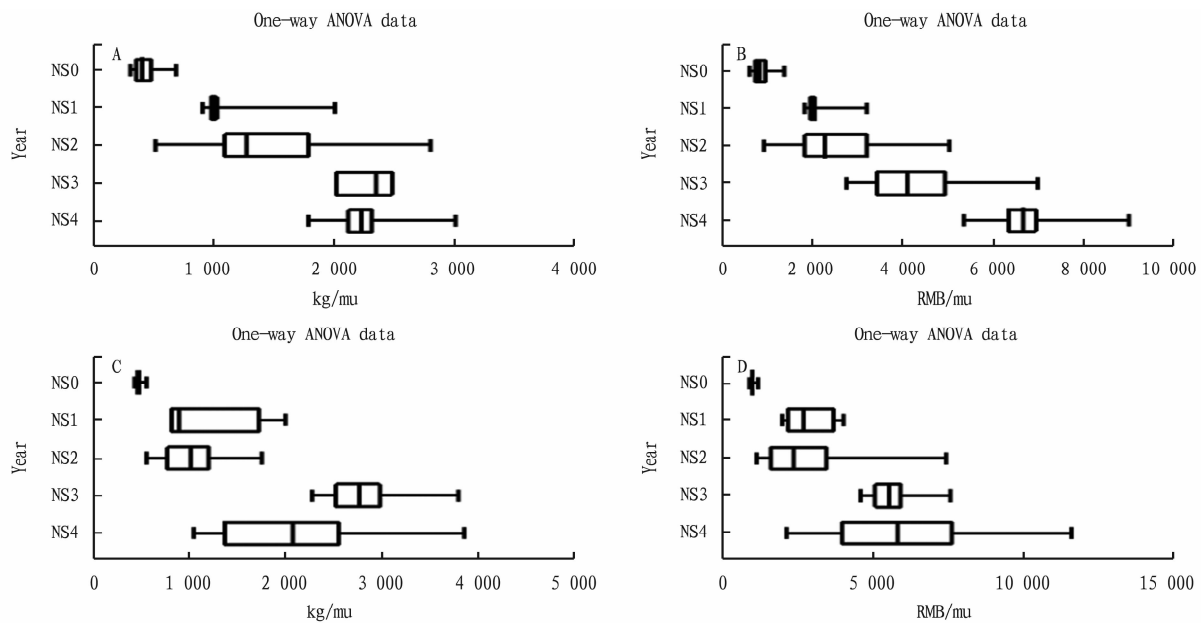 One-way ANOVA data
A
NS0
NS1
NS2
NS3
NS4
Year
0 1 000 2 000 3 000 4 000
kg/mu
One-way ANOVA data
B
NS0
NS1
NS2
NS3
NS4
Year
0 2 000 4 000 6 000 8 000 10 000
RMB/mu
One-way ANOVA data
C
NS0
NS1
NS2
NS3
NS4
Year
0 1 000 2 000 3 000 4 000 5 000
kg/mu
One-way ANOVA data
D
NS0
NS1
NS2
NS3
NS4
Year
0 5 000 10 000 15 000
RMB/mu